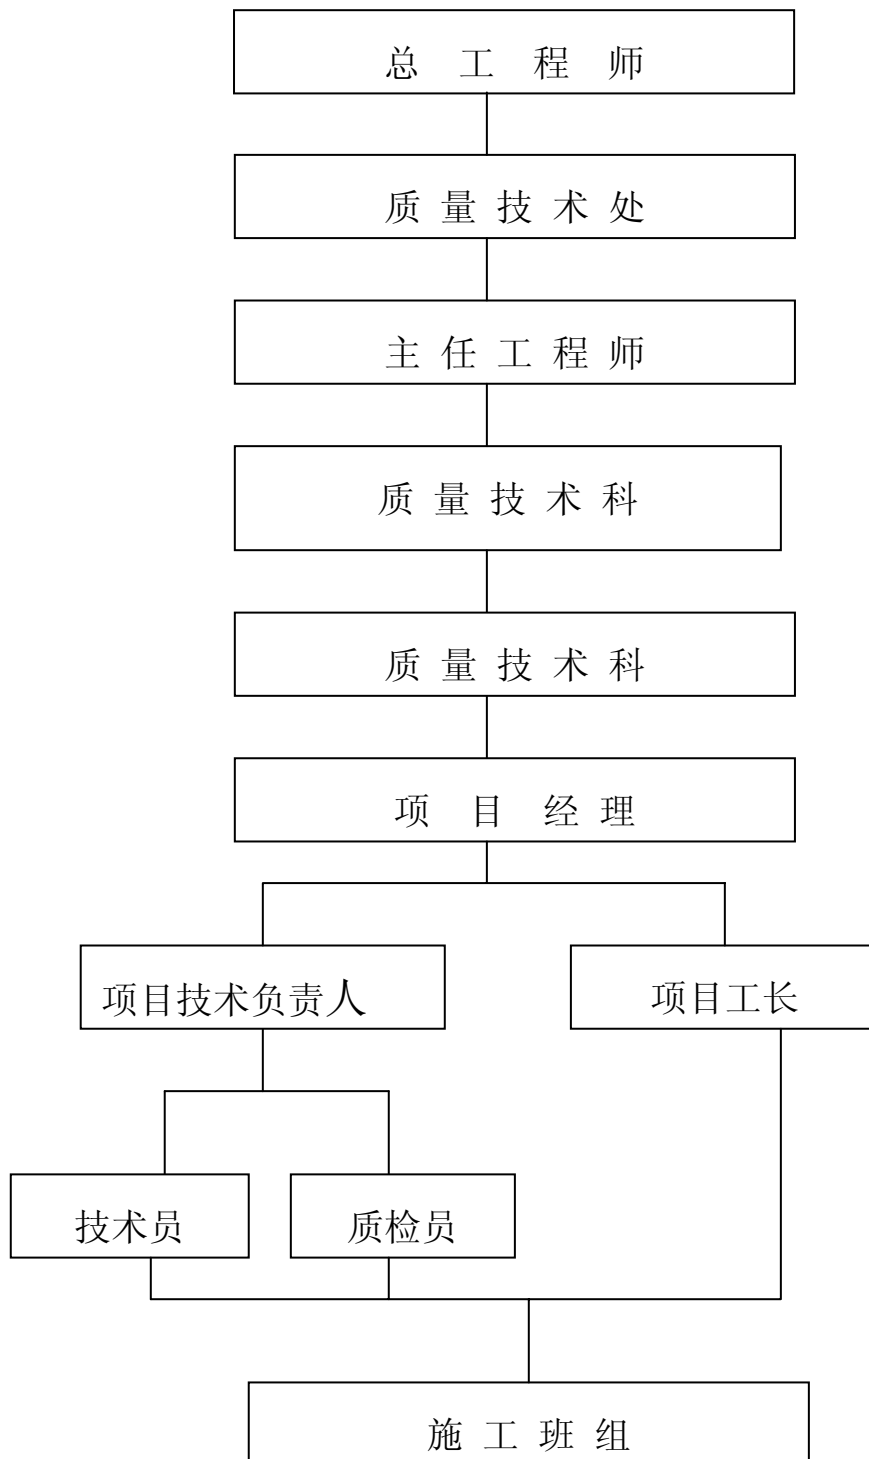 总 工 程 师
质 量 技 术 处
主 任 工 程 师
质 量 技 术 科
质 量 技 术 科
项 目 经 理
项目技术负责人
项目工长
技术员
质检员
施 工 班 组